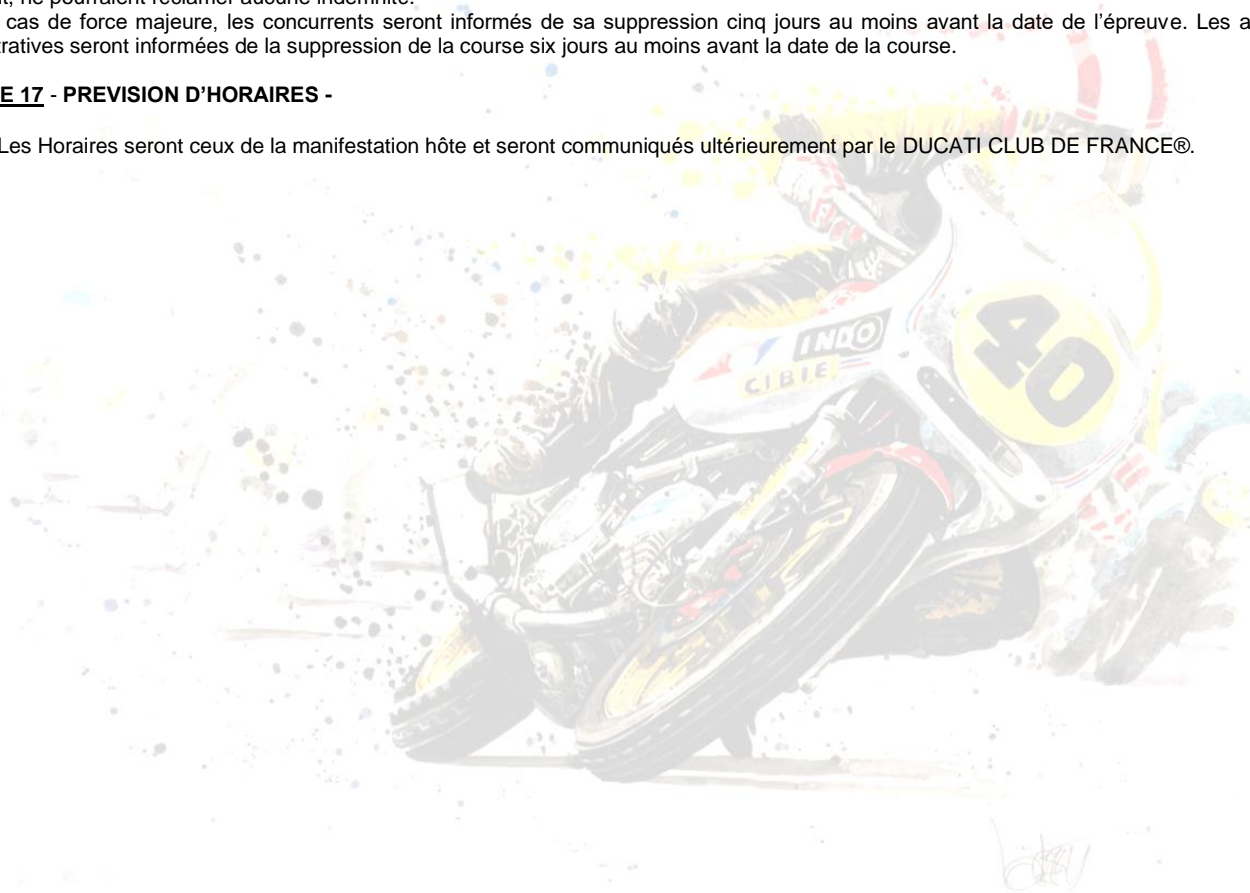 t, ne pourraient réclamer aucune indemnité.
cas de force majeure, les concurrents seront informés de sa suppression cinq jours au moins avant la date de l’épreuve. Les a
tratives seront informées de la suppression de la course six jours au moins avant la date de la course.
E 17 - PREVISION D’HORAIRES -
Les Horaires seront ceux de la manifestation hôte et seront communiqués ultérieurement par le DUCATI CLUB DE FRANCE®.
INDO
CIBIE
40